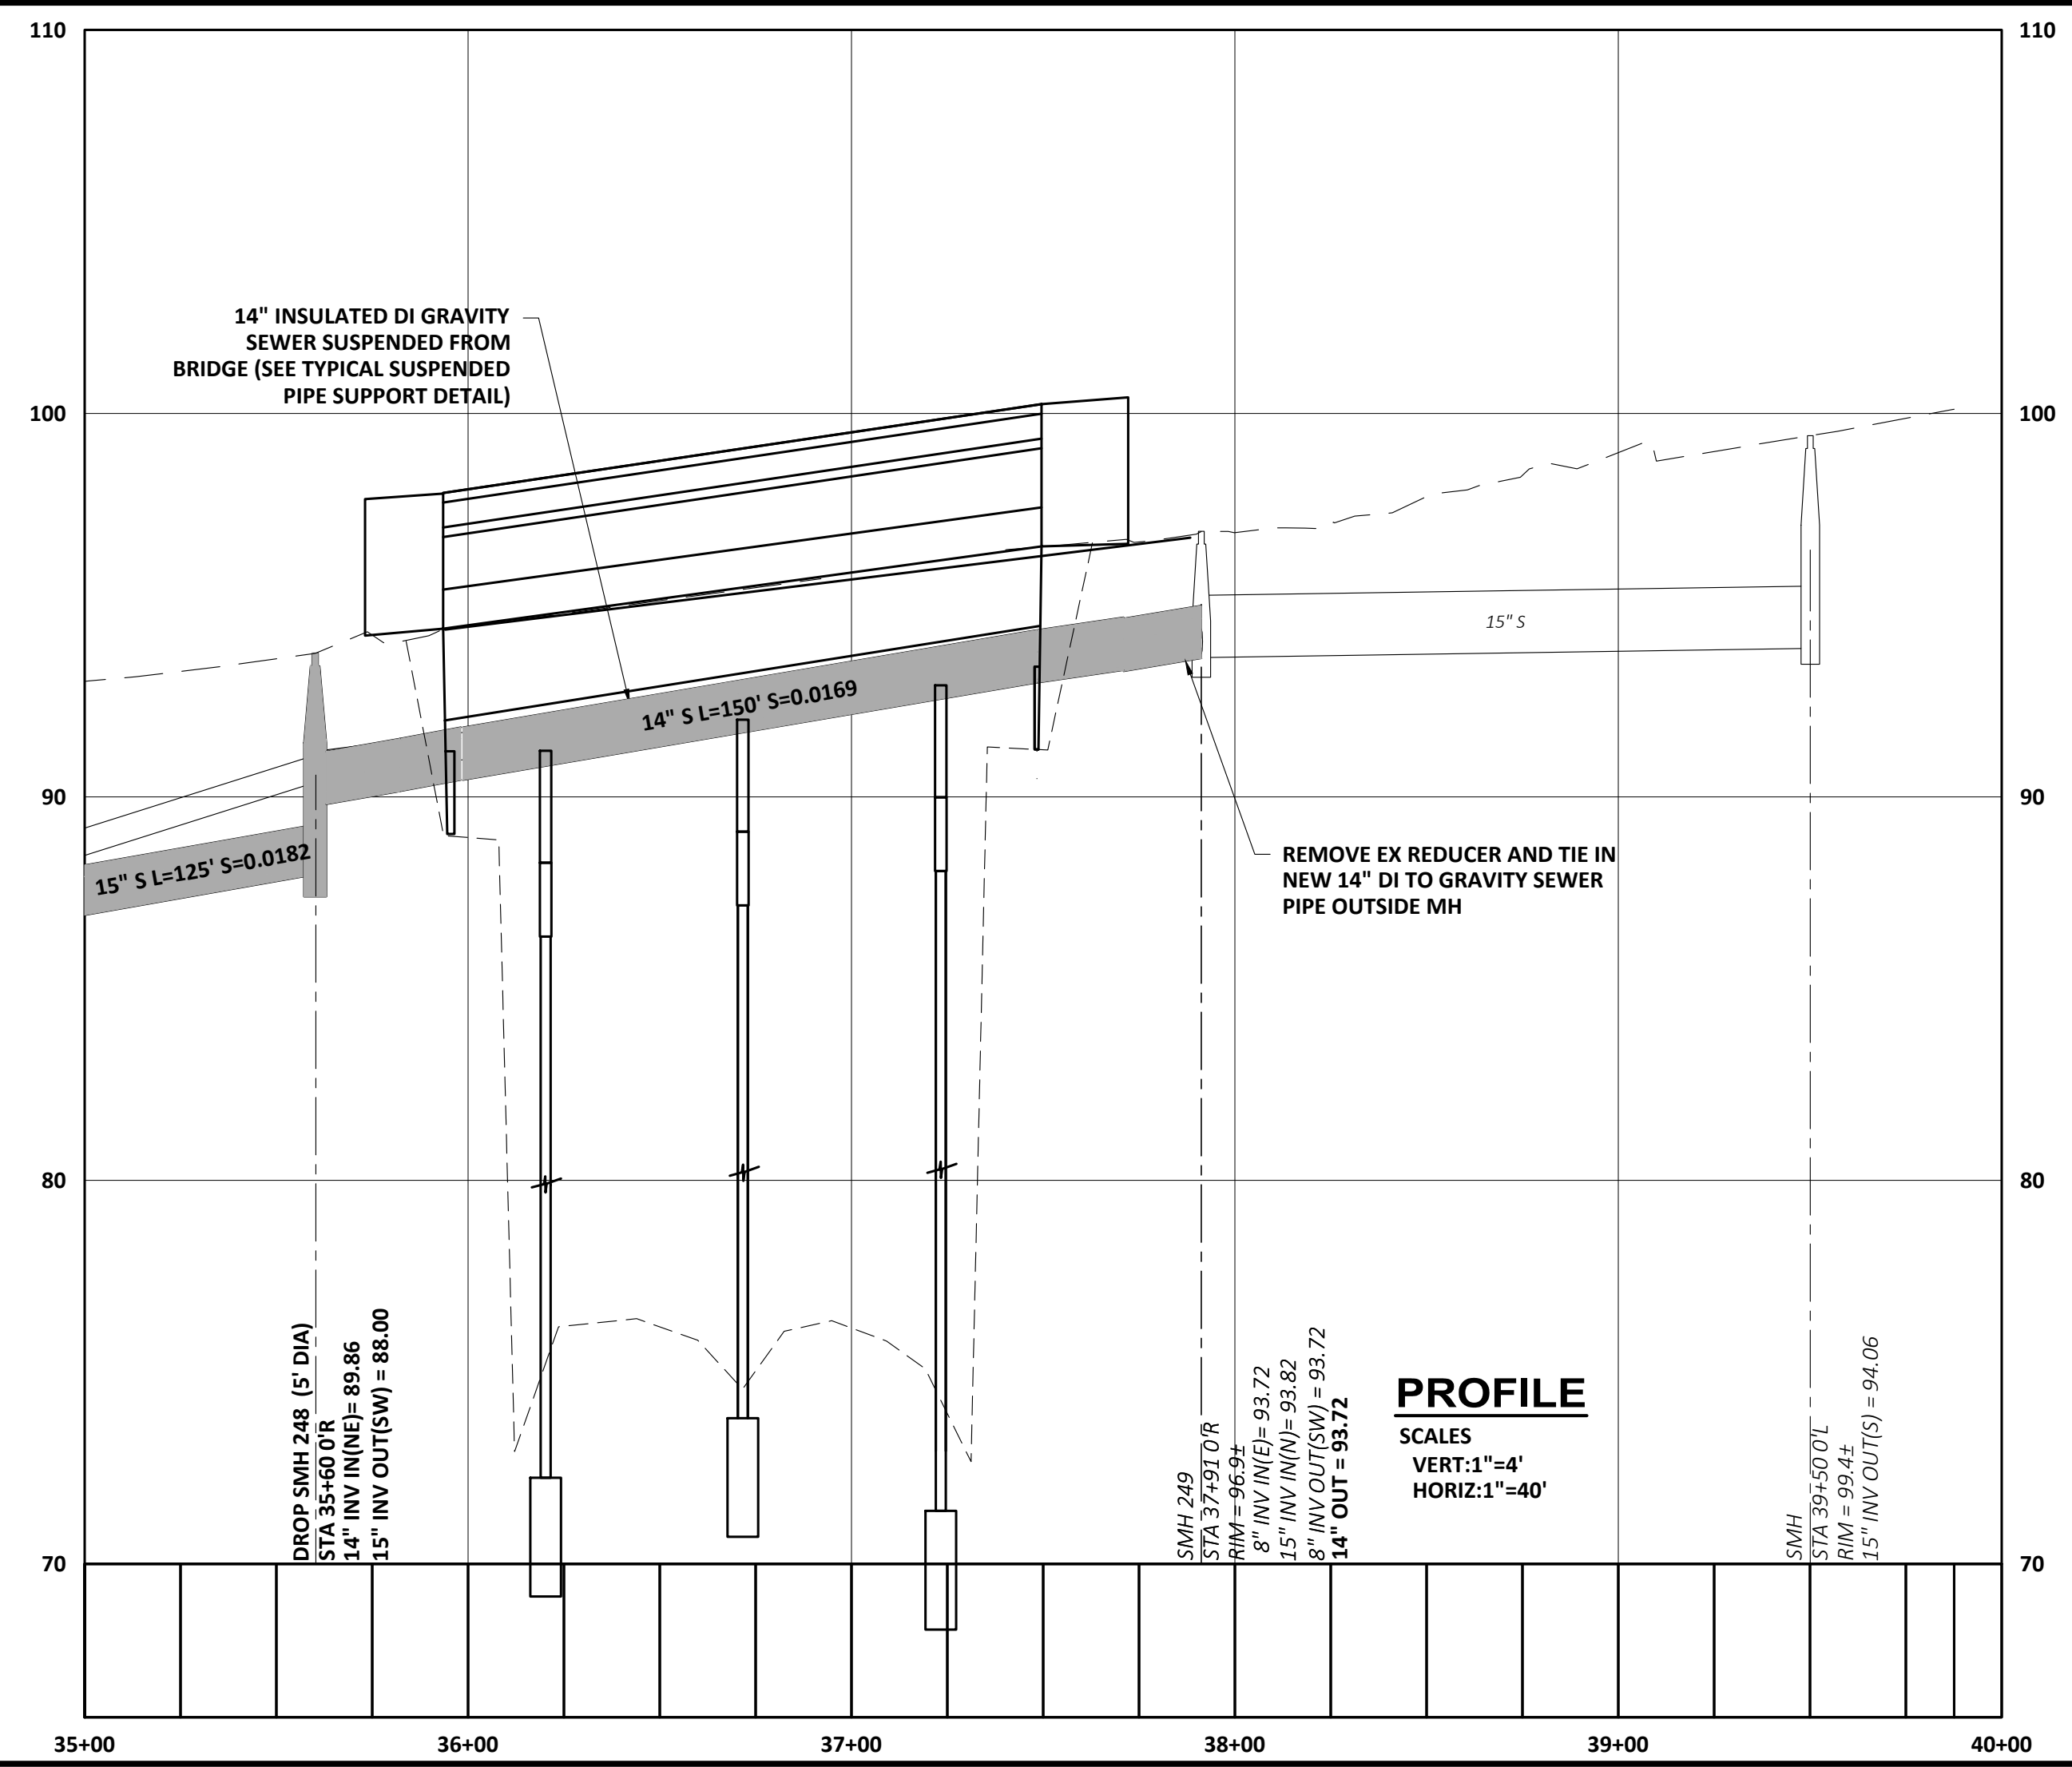 110
110
14" INSULATED DI GRAVITY
SEWER SUSPENDED FROM
BRIDGE (SEE TYPICAL SUSPENDED
PIPE SUPPORT DETAIL)
100
100
15" S
14" S L=150' S=0.0169
90
90
15" S L=125' S=0.0182
REMOVE EX REDUCER AND TIE IN
NEW 14" DI TO GRAVITY SEWER
PIPE OUTSIDE MH
80
80
DROP SMH 248 (5' DIA)
STA 35+60 0'R
14" INV IN(NE)= 89.86
15" INV OUT(SW) = 88.00
SMH 249
STA 37+91 0'R
RIM = 96.9±
8" INV IN(E)= 93.72
15" INV IN(N)= 93.82
8" INV OUT(SW) = 93.72
14" OUT = 93.72
PROFILE
SCALES
VERT:1"=4'
HORIZ:1"=40'
SMH
STA 39+50 0'L
RIM = 99.4±
15" INV OUT(S) = 94.06
70
70
35+00
36+00
37+00
38+00
39+00
40+00